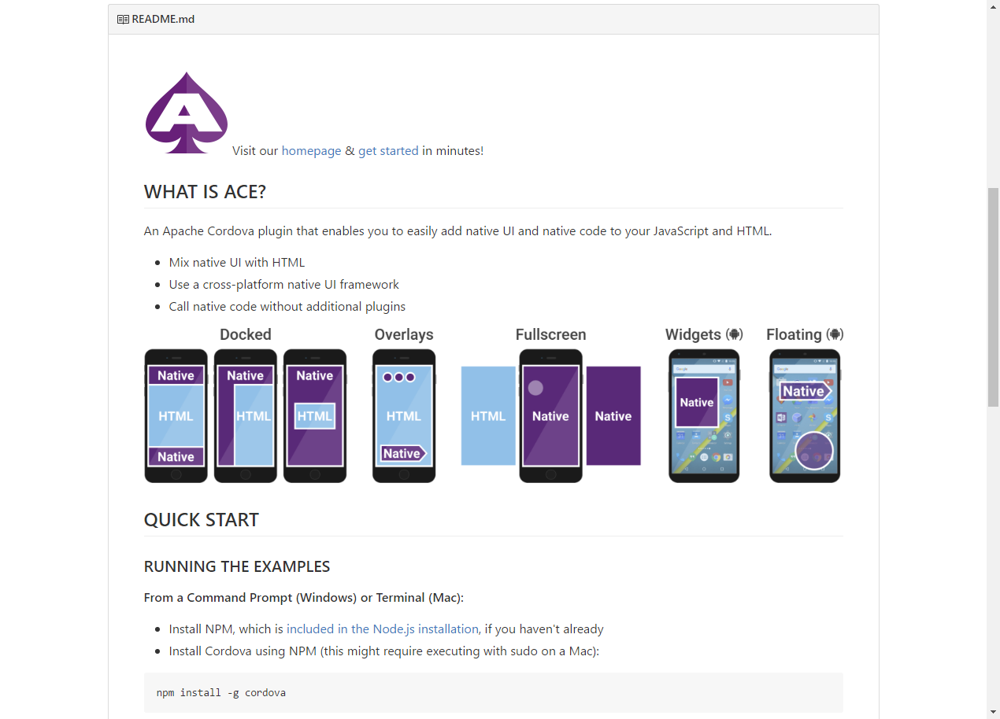 README.md
A
Visit our homepage & get started in minutes!
WHAT IS ACE?
An Apache Cordova plugin that enables you to easily add native UI and native code to your JavaScript and HTML.
Mix native UI with HTML
Use a cross-platform native UI framework
Call native code without additional plugins
Docked
Native
HTML
Native
Native
HTML
Native
HTML
Overlays
HTML
Native
Fullscreen
HTML
Native
Native
Widgets ()
Google
Native
Floating ()
Google
Native
QUICK START
RUNNING THE EXAMPLES
From a Command Prompt (Windows) or Terminal (Mac):
Install NPM, which is included in the Node.js installation, if you haven't already
Install Cordova using NPM (this might require executing with sudo on a Mac):
npm install -g cordova